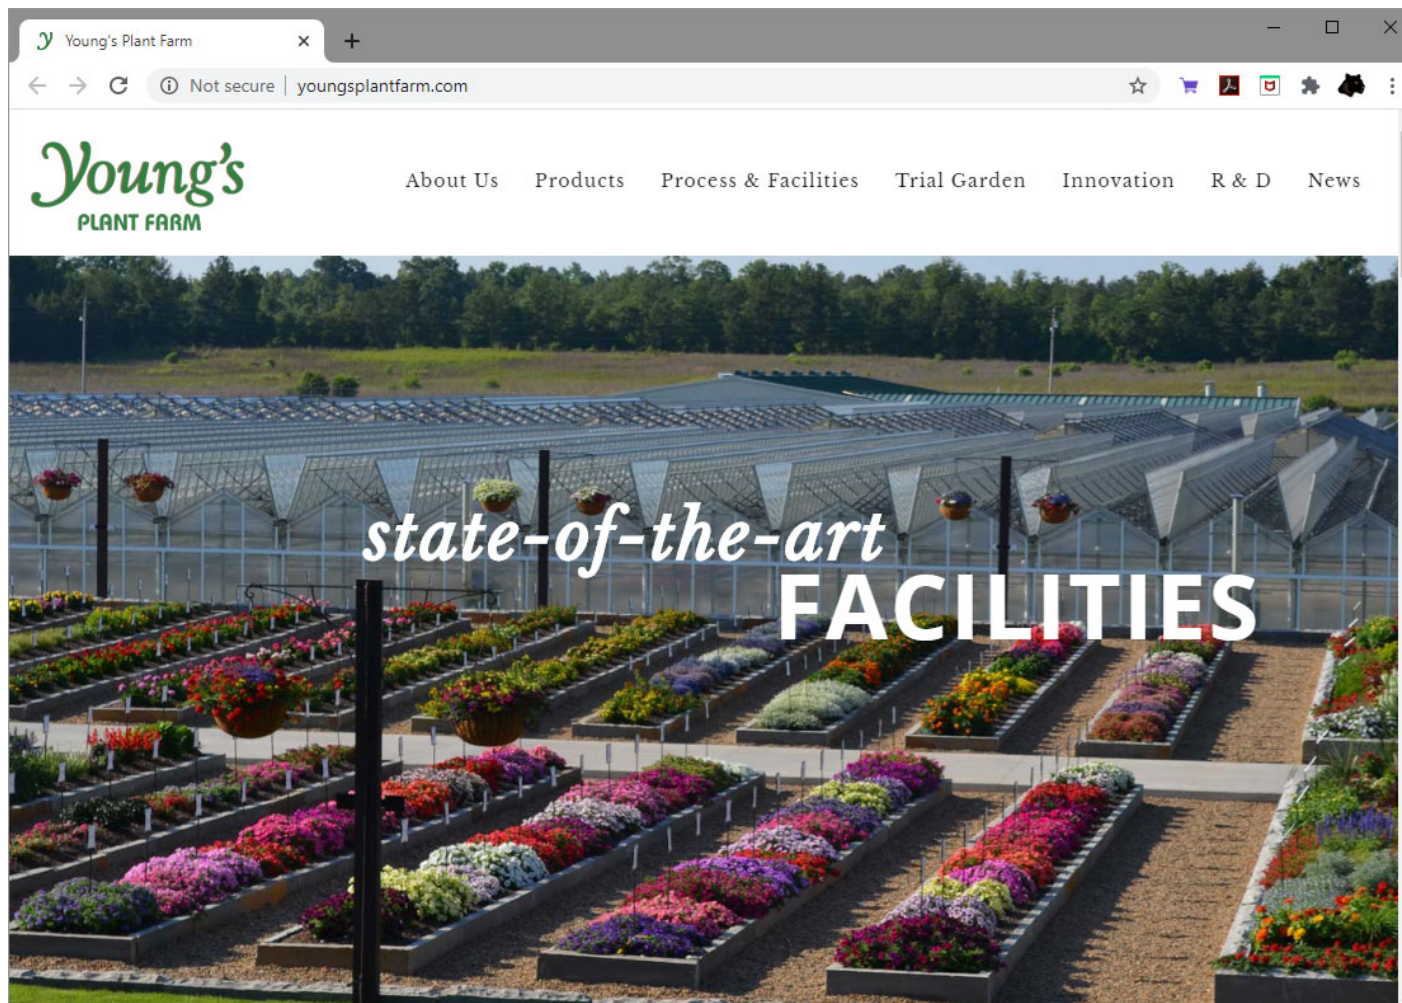 Young's Plant Farm
Not secure youngsplantfarm.com
Young's
PLANT FARM
About Us Products Process & Facilities Trial Garden Innovation R & D News
state-of-the-art
FACILITIES